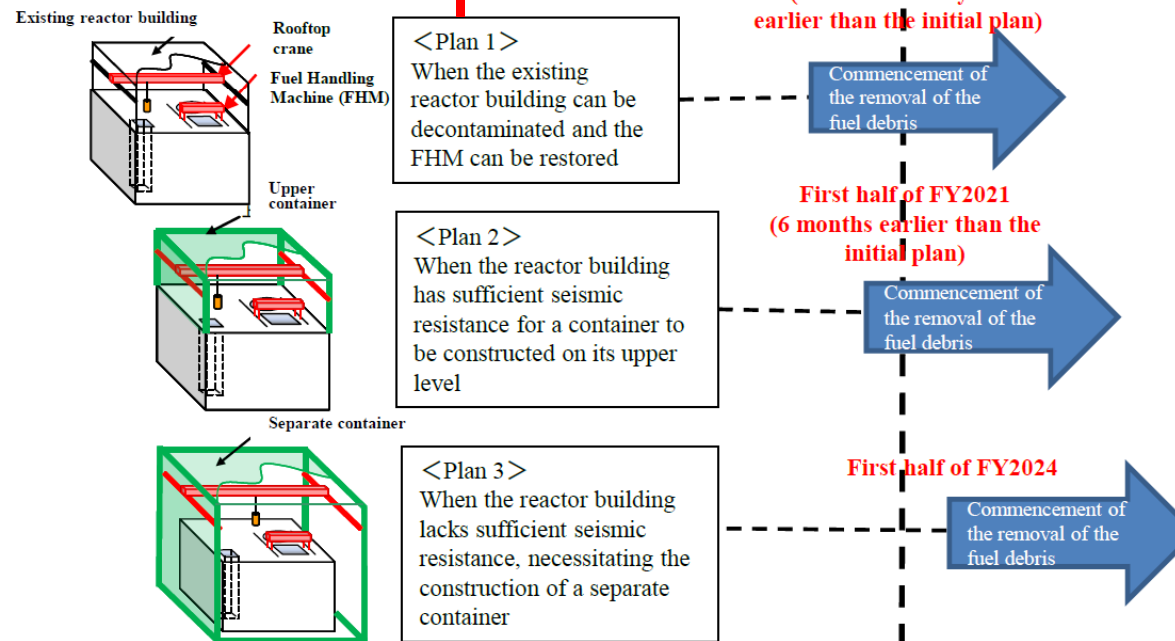 earlier than the initial plan)
Existing reactor building
Rooftop
crane
Fuel Handling
Machine (FHM)
<Plan 1>
When the existing
reactor building can be
decontaminated and the
FHM can be restored
Commencement of
the removal of the
fuel debris
Upper
container
<Plan 2>
When the reactor building
has sufficient seismic
resistance for a container to
be constructed on its upper
level
First half of FY2021
(6 months earlier than the
initial plan)
Commencement of
the removal of the
fuel debris
Separate container
<Plan 3>
When the reactor building
lacks sufficient seismic
resistance, necessitating the
construction of a separate
container
First half of FY2024
Commencement of
the removal of the
fuel debris